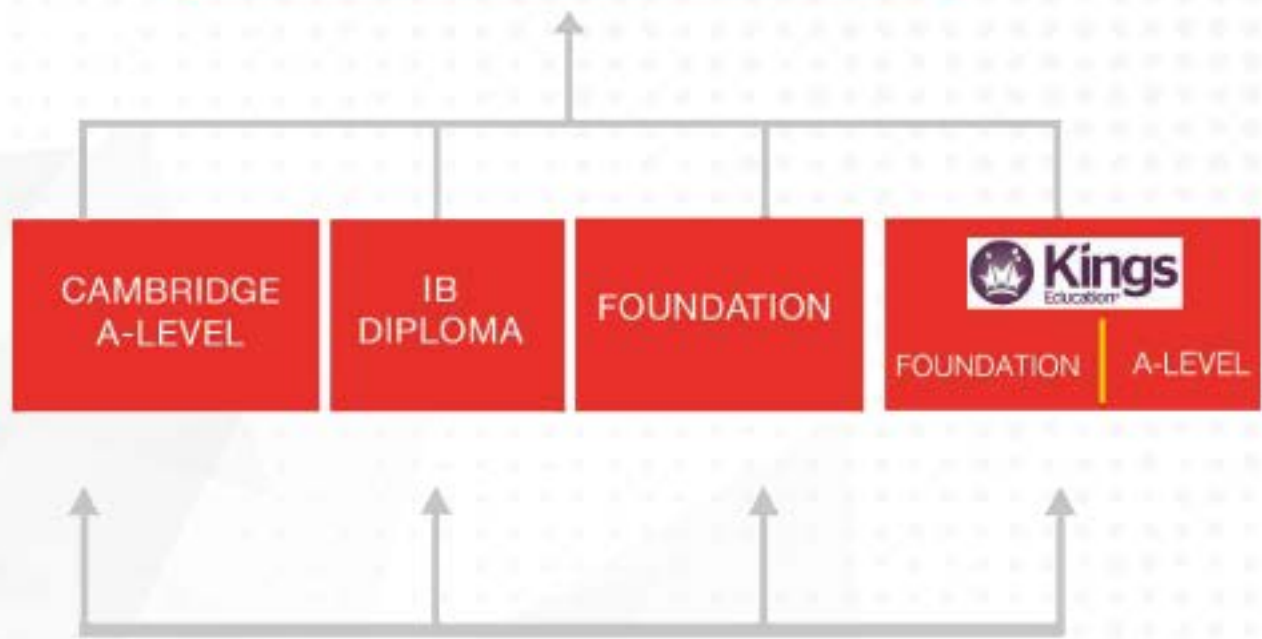 CAMBRIDGE
A-LEVEL
IB
DIPLOMA
FOUNDATION
Kings
Education
FOUNDATION
A-LEVEL